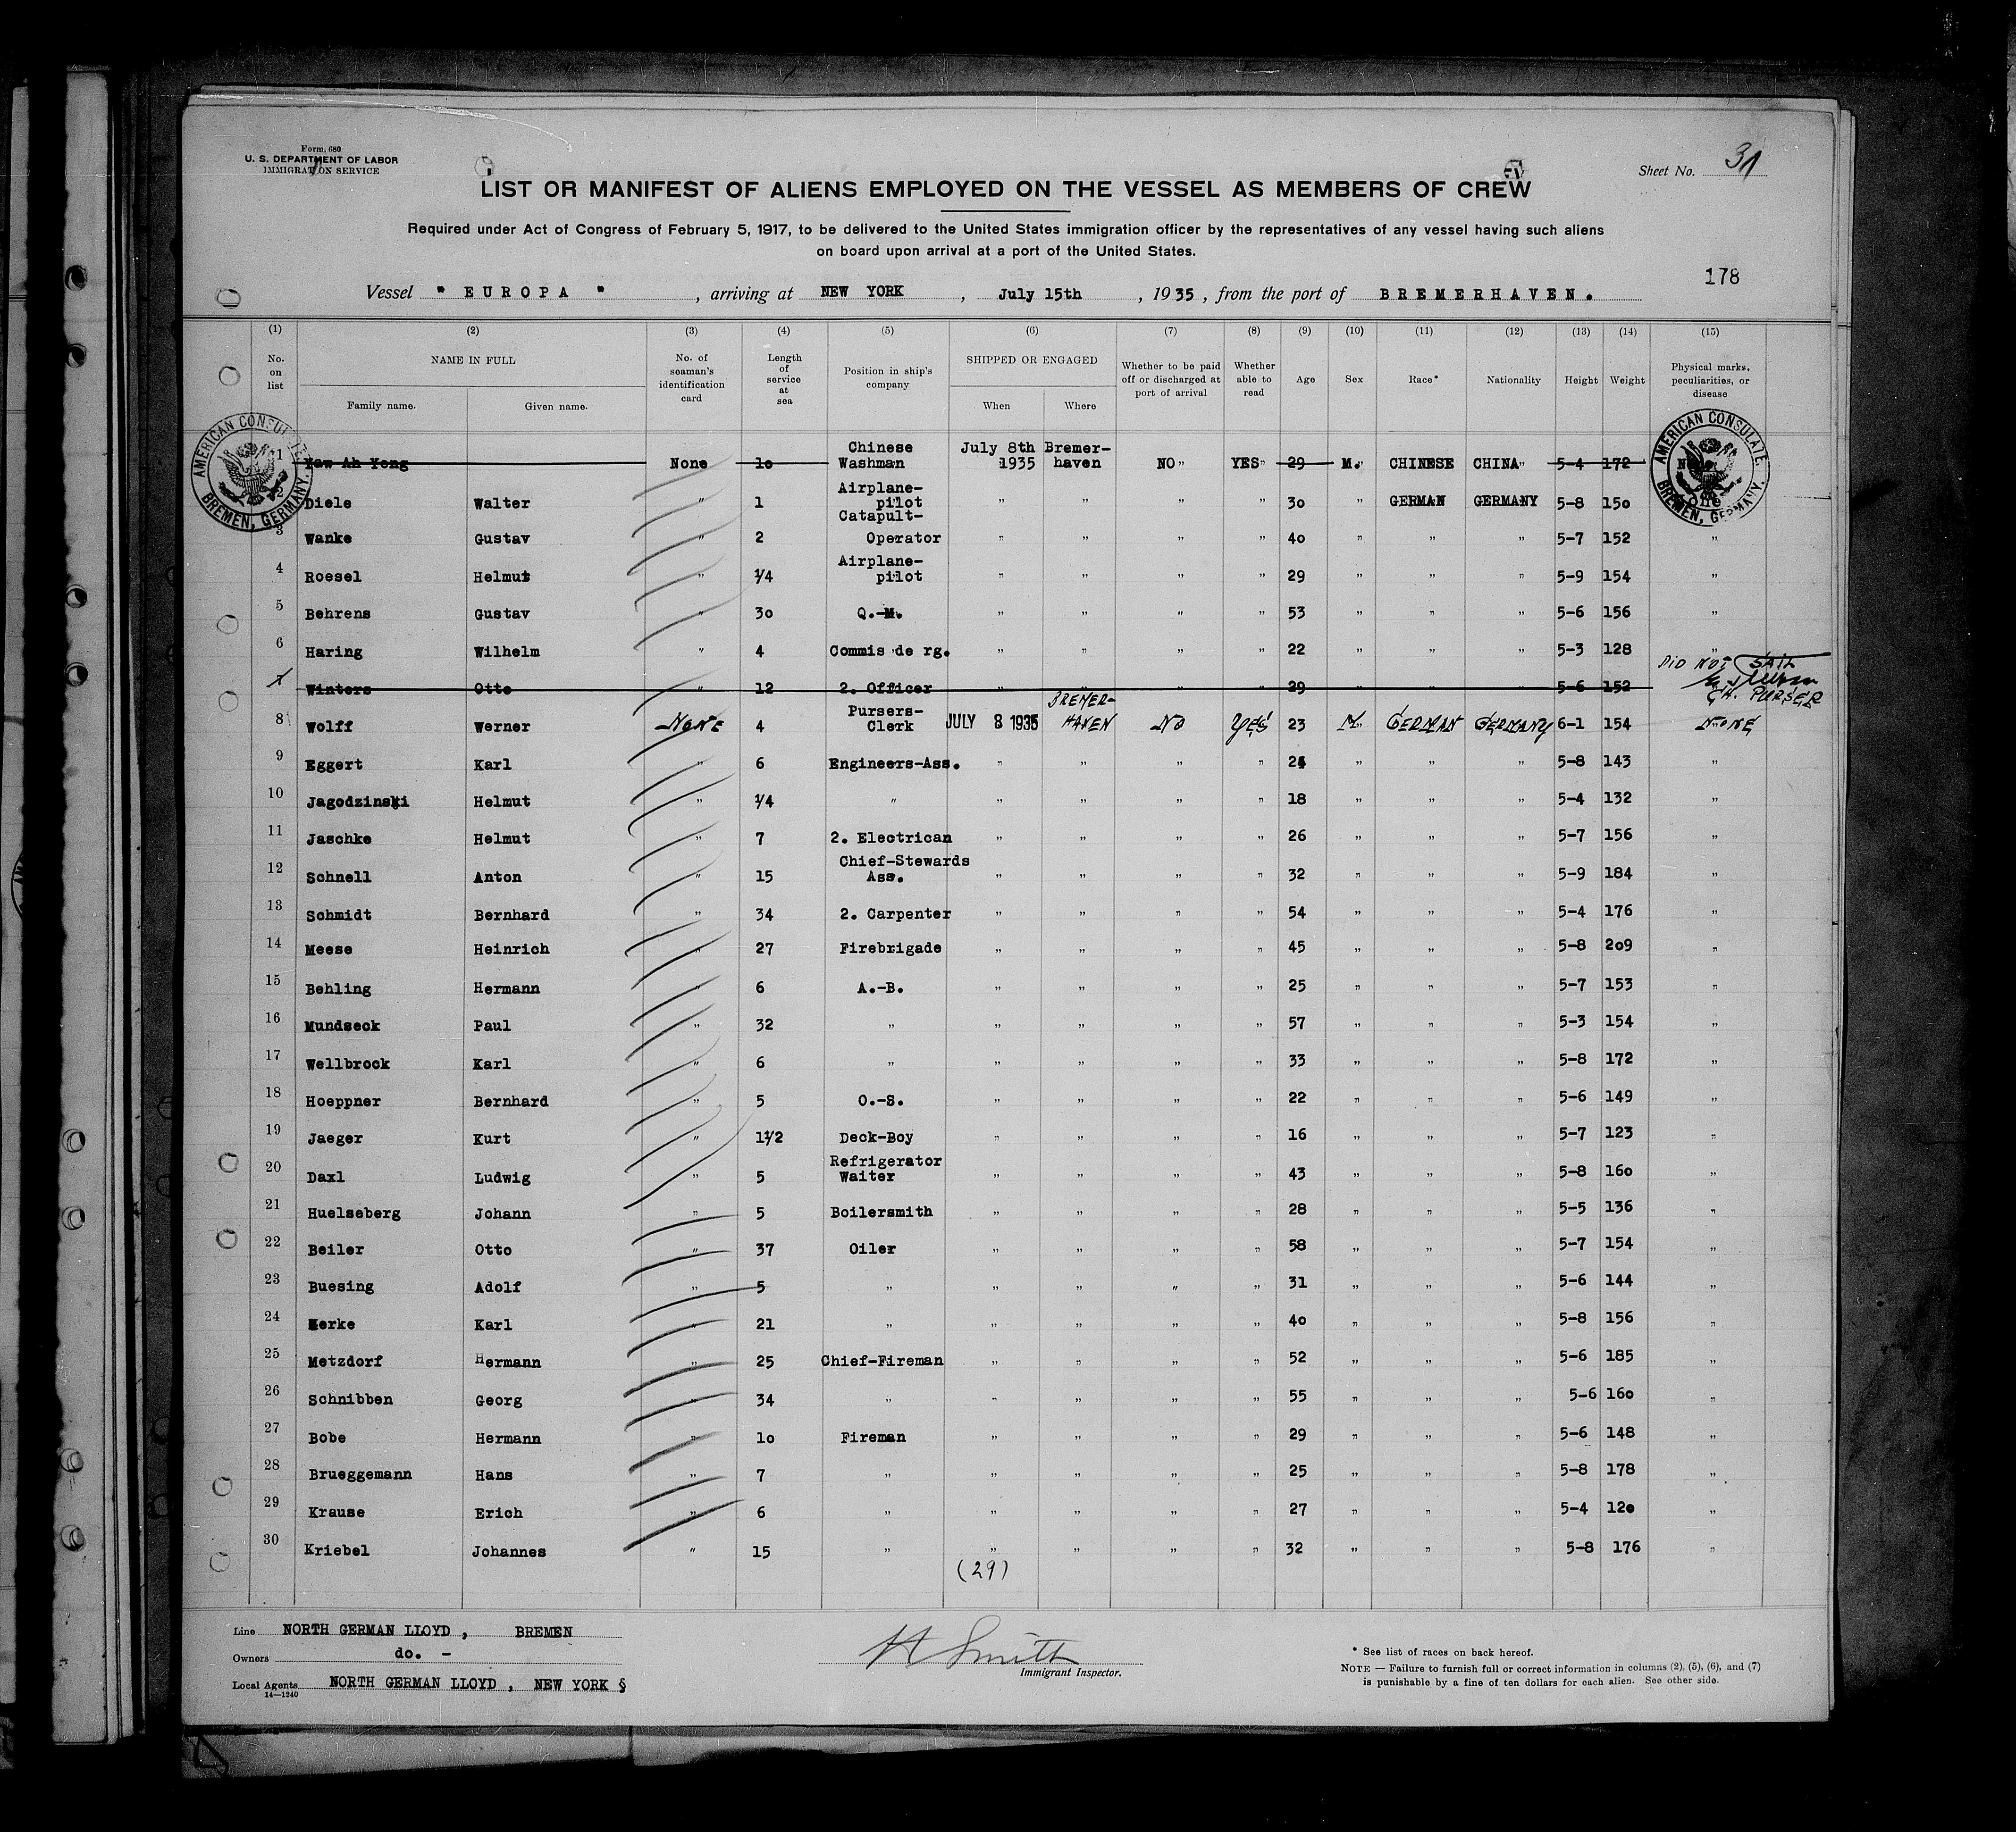 Form 680
U. S. DEPARTMENT OF LABOR
IMMIGRATION SERVICE
Sheet No. 31
LIST OR MANIFEST OF ALIENS EMPLOYED ON THE VESSEL AS MEMBERS OF CREW
Required under Act of Congress of February 5, 1917, to be delivered to the United States immigration officer by the representatives of any vessel having such aliens
on board upon arrival at a port of the United States.
178
Vessel " EUROPA " , arriving at NEW YORK , July 15th , 1935 , from the port of BREMERHAVEN.
(1) (2) (3) (4) (5) (6) (7) (8) (9) (10) (11) (12) (13) (14) (15)
No. on list NAME IN FULL No. of seaman's identification card Length of service at sea Position in ship's company SHIPPED OR ENGAGED Whether to be paid off or discharged at port of arrival Whether able to read Age Sex Race* Nationality Height Weight Physical marks, peculiarities, or disease
Family name. Given name. When Where
AMERICAN CONSULATE BREMEN, GERMANY.
AMERICAN CONSULATE. BREMEN, GERMANY.
1 Yaw Ah Yong None 10 Chinese Washman July 8th 1935 Bremer-haven NO " YES " 29 M. " CHINESE CHINA " 5-4 172
Diele Walter " 1 Airplane-pilot " " " " 30 " GERMAN GERMANY 5-8 150
3 Wanke Gustav " 2 Catapult-Operator " " " " 40 " " " 5-7 152 "
4 Roesel Helmut " 1/4 Airplane-pilot " " " " 29 " " " 5-9 154 "
5 Behrens Gustav " 30 Q.-M. " " " " 53 " " " 5-6 156 "
6 Haring Wilhelm " 4 Commis de rg. " " " " 22 " " " 5-3 128 "
7 Winters Otto " 12 2. Officer " " " " 29 " " " 5-6 152 DID NOT SAIL CH. PURSER
8 Wolff Werner NONE 4 Pursers-Clerk JULY 8 1935 BREMER-HAVEN NO YES 23 M " GERMAN GERMANY 6-1 154 NONE
9 Eggert Karl " 6 Engineers-Ass. " " " " 24 " " " 5-8 143 "
10 Jagodzinski Helmut " 1/4 " " " " " 18 " " " 5-4 132 "
11 Jaschke Helmut " 7 2. Electrican " " " " 26 " " " 5-7 156 "
12 Schnell Anton " 15 Chief-Stewards Ass. " " " " 32 " " " 5-9 184 "
13 Schmidt Bernhard " 34 2. Carpenter " " " " 54 " " " 5-4 176 "
14 Meese Heinrich " 27 Firebrigade " " " " 45 " " " 5-8 209 "
15 Behling Hermann " 6 A.-B. " " " " 25 " " " 5-7 153 "
16 Mundseck Paul " 32 " " " " " 57 " " " 5-3 154 "
17 Wellbrock Karl " 6 " " " " " 33 " " " 5-8 172 "
18 Hoeppner Bernhard " 5 O.-S. " " " " 22 " " " 5-6 149 "
19 Jaeger Kurt " 1 1/2 Deck-Boy " " " " 16 " " " 5-7 123 "
20 Daxl Ludwig " 5 Refrigerator Waiter " " " " 43 " " " 5-8 160 "
21 Huelseberg Johann " 5 Boilersmith " " " " 28 " " " 5-5 136 "
22 Beiler Otto " 37 Oiler " " " " 58 " " " 5-7 154 "
23 Buesing Adolf " 5 " " " " " 31 " " " 5-6 144 "
24 erke Karl " 21 " " " " " 40 " " " 5-8 156 "
25 Metzdorf Hermann " 25 Chief-Fireman " " " " 52 " " " 5-6 185 "
26 Schnibben Georg " 34 " " " " " 55 " " " 5-6 160 "
27 Bobe Hermann " 10 Fireman " " " " 29 " " " 5-6 148 "
28 Brueggemann Hans " 7 " " " " " 25 " " " 5-8 178 "
29 Krause Erich " 6 " " " " " 27 " " " 5-4 120 "
30 Kriebel Johannes " 15 " " " " " 32 " " " 5-8 176 "
(29)
Line NORTH GERMAN LLOYD , BREMEN
Owners do. -
Local Agents NORTH GERMAN LLOYD , NEW YORK §
14—1240
H Smith
Immigrant Inspector.
* See list of races on back hereof.
NOTE — Failure to furnish full or correct information in columns (2), (5), (6), and (7)
is punishable by a fine of ten dollars for each alien. See other side.